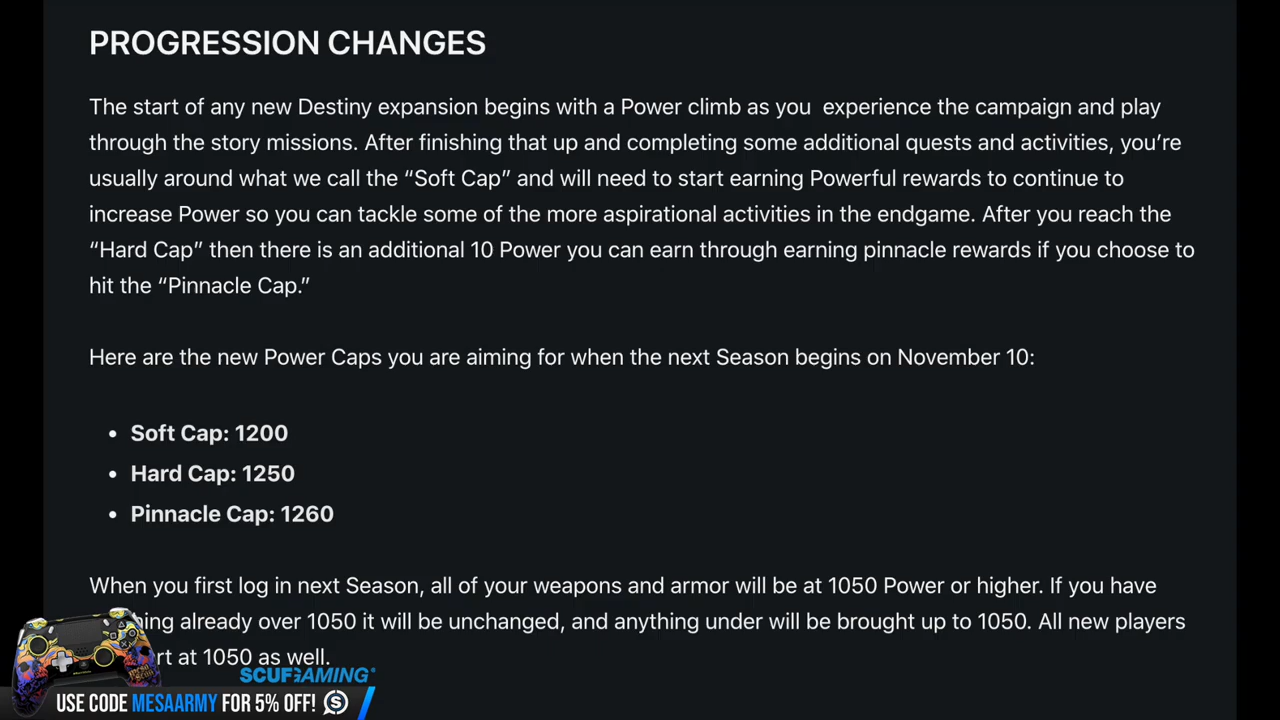 PROGRESSION CHANGES
The start of any new Destiny expansion begins with a Power climb as you  experience the campaign and play
through the story missions. After finishing that up and completing some additional quests and activities, you’re
usually around what we call the “Soft Cap” and will need to start earning Powerful rewards to continue to
increase Power so you can tackle some of the more aspirational activities in the endgame. After you reach the
“Hard Cap” then there is an additional 10 Power you can earn through earning pinnacle rewards if you choose to
hit the “Pinnacle Cap.”
Here are the new Power Caps you are aiming for when the next Season begins on November 10:
• Soft Cap: 1200
• Hard Cap: 1250
• Pinnacle Cap: 1260
When you first log in next Season, all of your weapons and armor will be at 1050 Power or higher. If you have
hing already over 1050 it will be unchanged, and anything under will be brought up to 1050. All new players
rt at 1050 as well.
SCUFGAMING
USE CODE MESAARMY FOR 5% OFF!